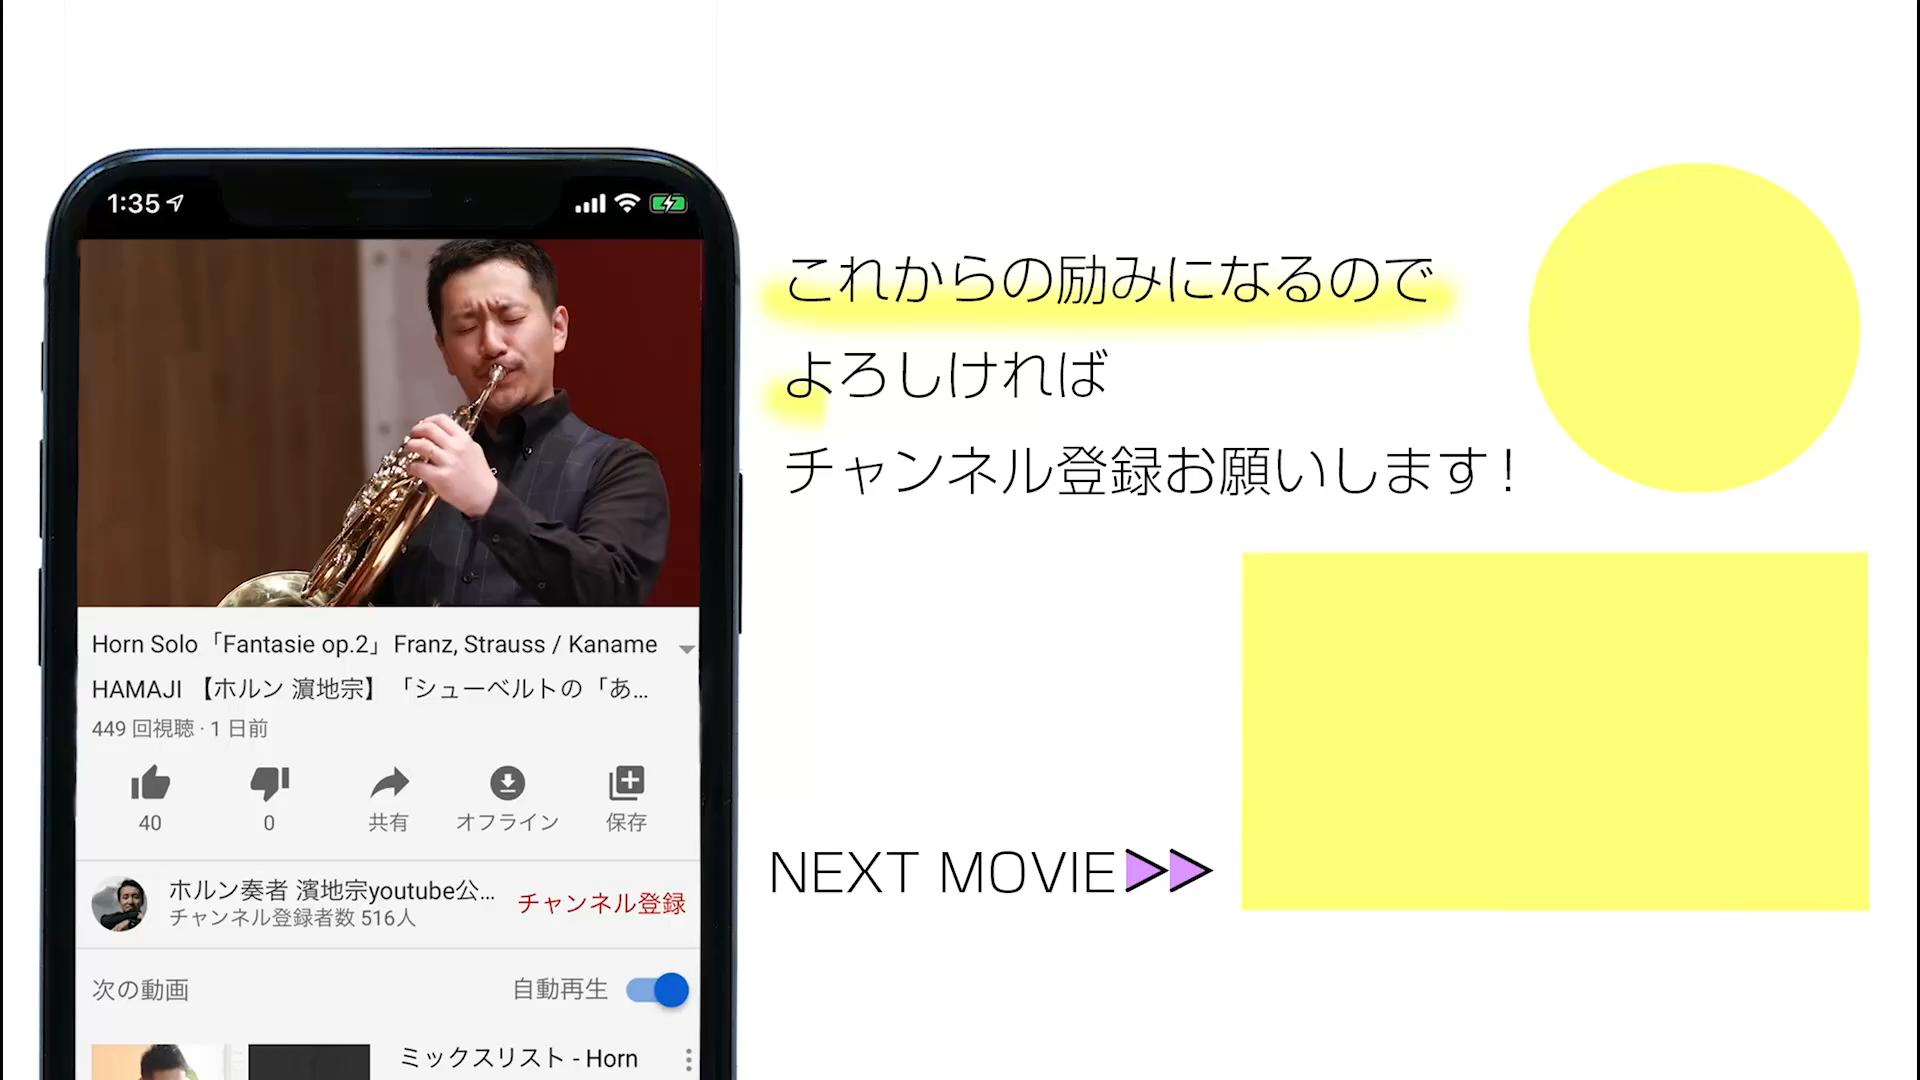 1:35
Horn Solo「Fantasie op.2」Franz, Strauss / Kaname
HAMAJI 【ホルン 濵地宗】 「シューベルトの「あ...
449 回視聴 · 1 日前
40
0
共有
オフライン
保存
ホルン奏者 濵地宗youtube公...
チャンネル登録者数 516人
チャンネル登録
次の動画
自動再生
ミックスリスト - Horn
これからの励みになるので
よろしければ
チャンネル登録お願いします!
NEXT MOVIE